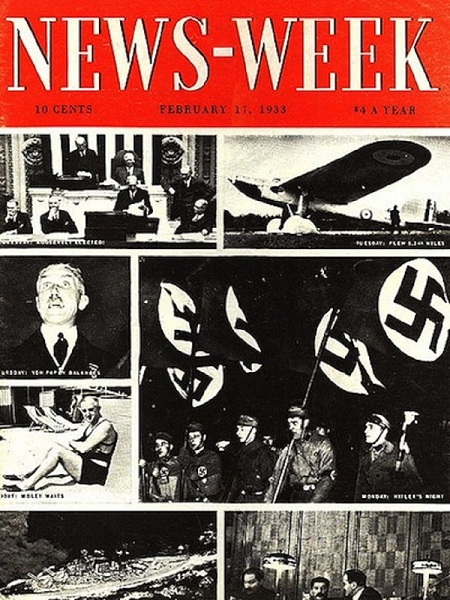 NEWS-WEEK
10 CENTS FEBRUARY 17, 1933 $4 A YEAR
ROOSEVELT ELECTED!
TUESDAY: FLEW 5,341 MILES
VON PAPEN BALANCES
MOLEY WAITS
MONDAY: HITLER'S NIGHT